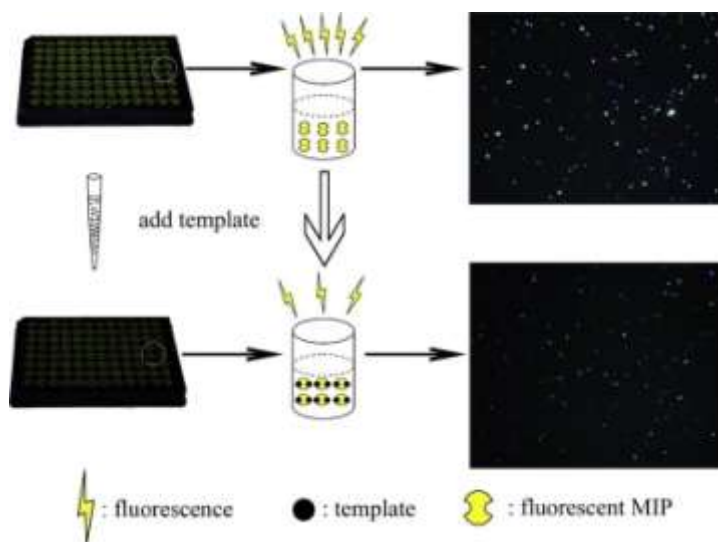 add template
: fluorescence
: template
: fluorescent MIP